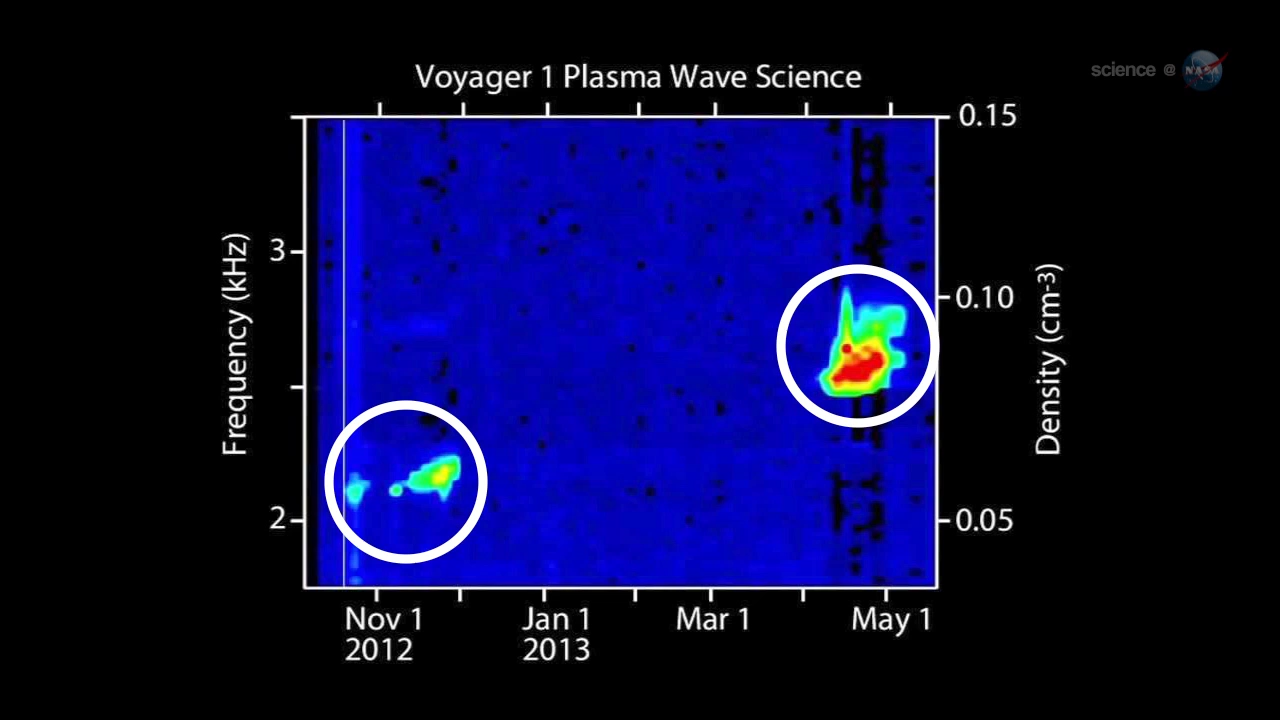 science @ NASA
Voyager 1 Plasma Wave Science
0.15
3
0.10
Frequency (kHz)
Density (cm-3)
2
0.05
Nov 1
2012
Jan 1
2013
Mar 1
May 1